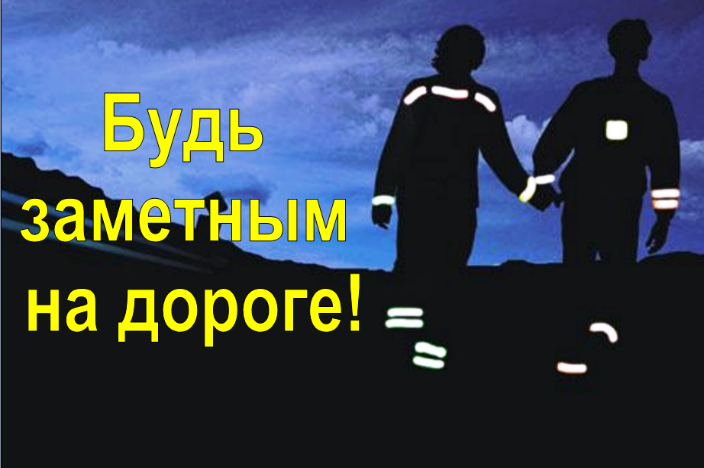 Будь
заметным
на дороге!